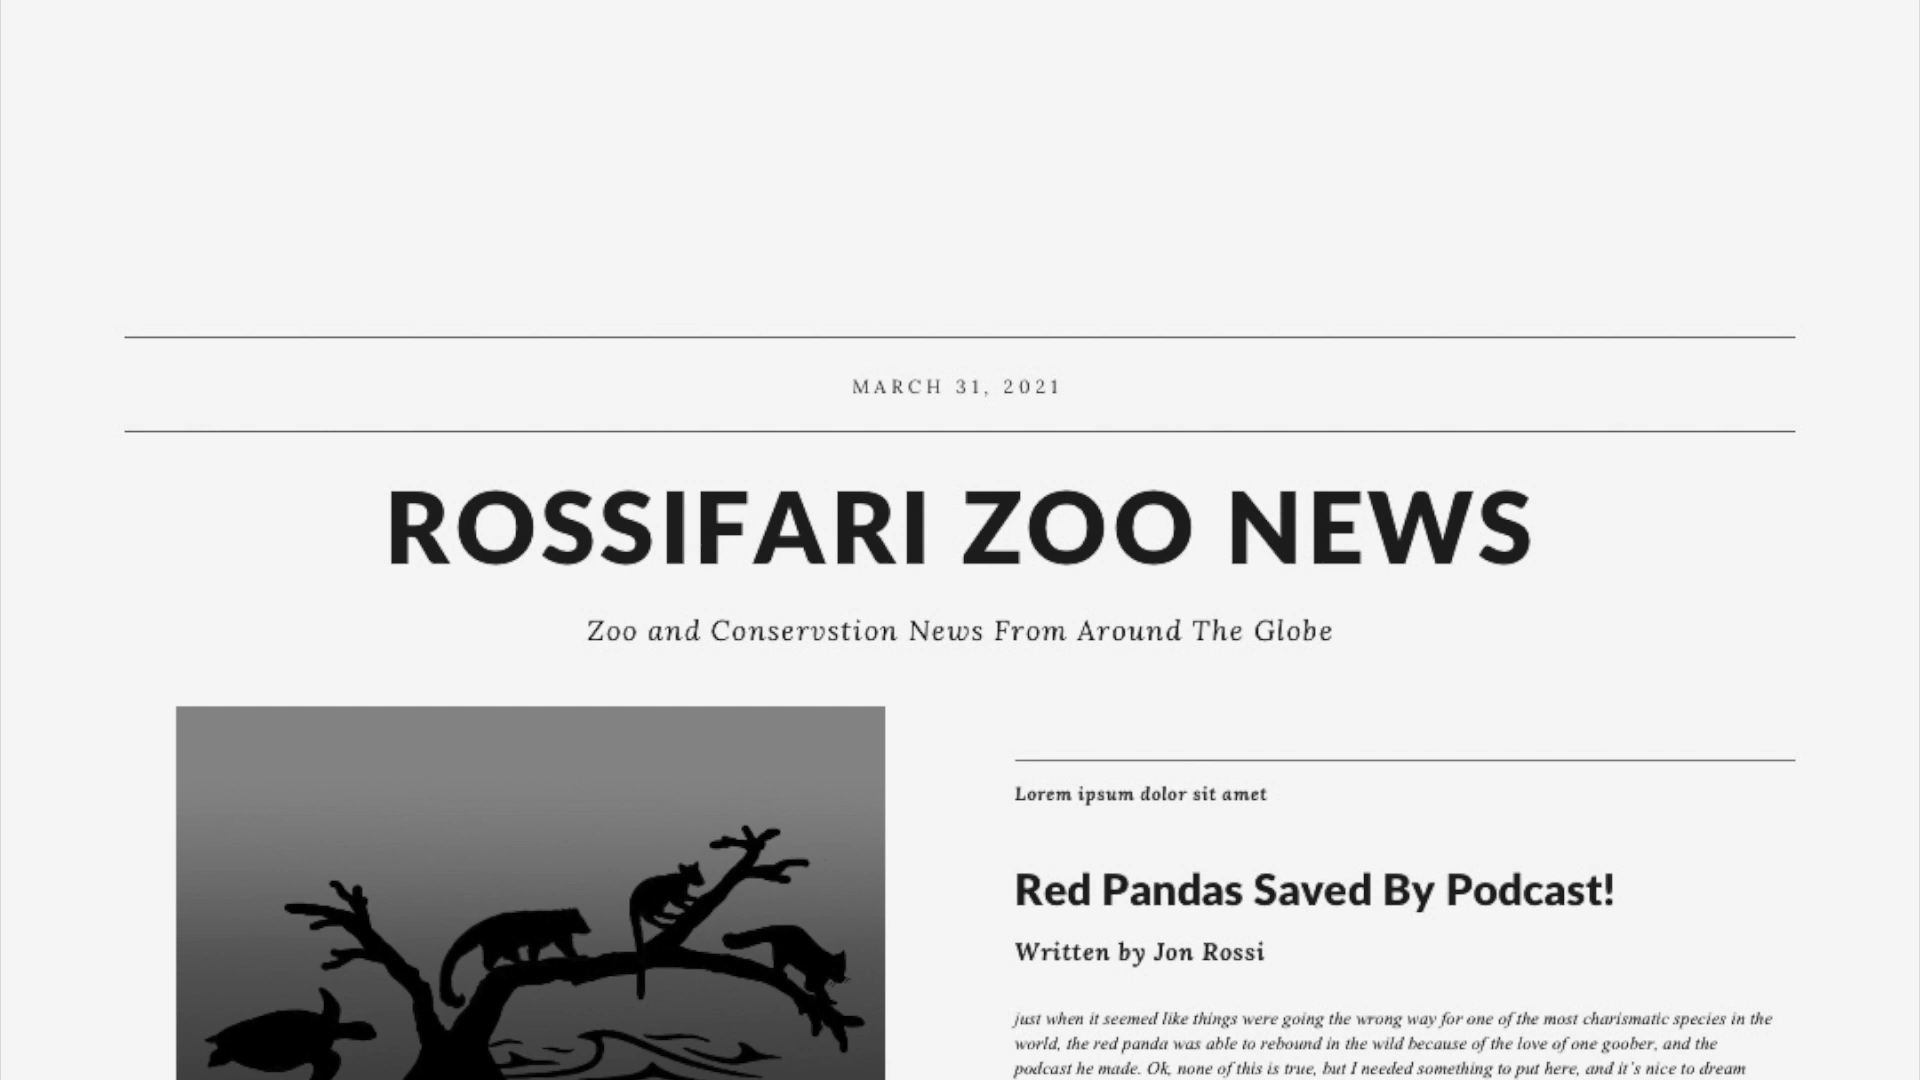 MARCH 31, 2021
ROSSIFARI ZOO NEWS
Zoo and Conservstion News From Around The Globe
Lorem ipsum dolor sit amet
Red Pandas Saved By Podcast!
Written by Jon Rossi
just when it seemed like things were going the wrong way for one of the most charismatic species in the
world, the red panda was able to rebound in the wild because of the love of one goober, and the
podcast he made. Ok, none of this is true, but I needed something to put here, and it's nice to dream